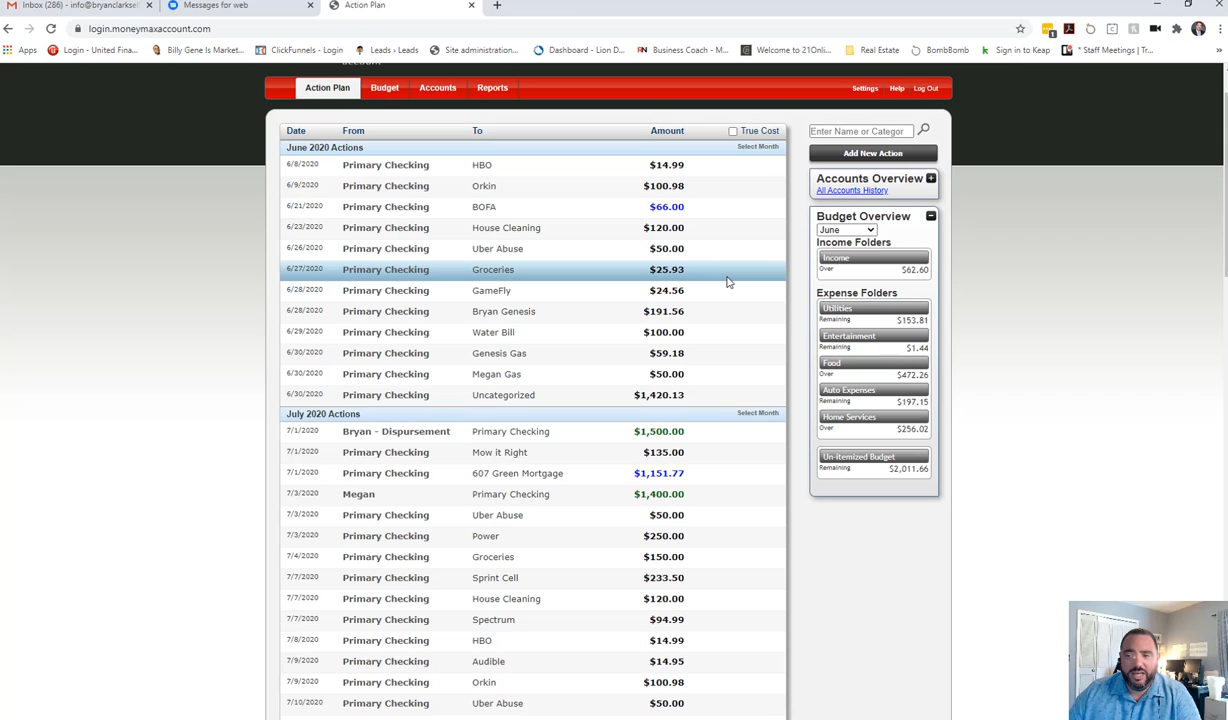 Inbox (286) - info@bryanclarksell
Messages for web
Action Plan
login.moneymaxaccount.com
Apps
Login - United Finan...
Billy Gene Is Market...
ClickFunnels - Login
Leads ‹ Leads
Site administration...
Dashboard - Lion D...
Business Coach - M...
Welcome to 21Onli...
Real Estate
BombBomb
Sign in to Keap
* Staff Meetings | Tr...
account
Action Plan
Budget
Accounts
Reports
Settings
Help
Log Out
Date From To Amount True Cost
June 2020 Actions Select Month
6/8/2020 Primary Checking HBO $14.99
6/9/2020 Primary Checking Orkin $100.98
6/21/2020 Primary Checking BOFA $66.00
6/23/2020 Primary Checking House Cleaning $120.00
6/26/2020 Primary Checking Uber Abuse $50.00
6/27/2020 Primary Checking Groceries $25.93
6/28/2020 Primary Checking GameFly $24.56
6/28/2020 Primary Checking Bryan Genesis $191.56
6/29/2020 Primary Checking Water Bill $100.00
6/30/2020 Primary Checking Genesis Gas $59.18
6/30/2020 Primary Checking Megan Gas $50.00
6/30/2020 Primary Checking Uncategorized $1,420.13
July 2020 Actions Select Month
7/1/2020 Bryan - Dispursement Primary Checking $1,500.00
7/1/2020 Primary Checking Mow it Right $135.00
7/1/2020 Primary Checking 607 Green Mortgage $1,151.77
7/3/2020 Megan Primary Checking $1,400.00
7/3/2020 Primary Checking Uber Abuse $50.00
7/3/2020 Primary Checking Power $250.00
7/4/2020 Primary Checking Groceries $150.00
7/7/2020 Primary Checking Sprint Cell $233.50
7/7/2020 Primary Checking House Cleaning $120.00
7/7/2020 Primary Checking Spectrum $94.99
7/8/2020 Primary Checking HBO $14.99
7/9/2020 Primary Checking Audible $14.95
7/9/2020 Primary Checking Orkin $100.98
7/10/2020 Primary Checking Uber Abuse $50.00
Enter Name or Categor
Add New Action
Accounts Overview
All Accounts History
Budget Overview
June
Income Folders
Income
Over $62.60
Expense Folders
Utilities
Remaining $153.81
Entertainment
Remaining $1.44
Food
Over $472.26
Auto Expenses
Remaining $197.15
Home Services
Over $256.02
Un-itemized Budget
Remaining $2,011.66